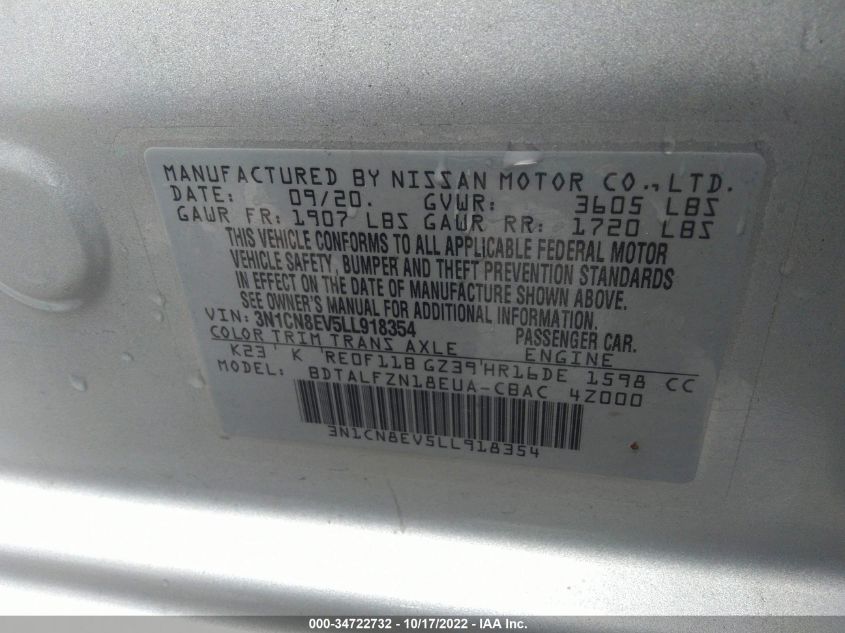 MANUFACTURED BY NISSAN MOTOR CO., LTD.
DATE: 09/20. GVWR: 3605 LBS
GAWR FR: 1907 LBS GAWR RR: 1720 LBS
THIS VEHICLE CONFORMS TO ALL APPLICABLE FEDERAL MOTOR
VEHICLE SAFETY, BUMPER AND THEFT PREVENTION STANDARDS
IN EFFECT ON THE DATE OF MANUFACTURE SHOWN ABOVE.
SEE OWNER'S MANUAL FOR ADDITIONAL INFORMATION.
VIN: 3N1CN8EV5LL918354 PASSENGER CAR.
COLOR TRIM TRANS AXLE ENGINE
K23' K 'RE0F11B GZ39'HR16DE 1598 CC
MODEL: BDTALFZN18EUA-CBAC 4Z000
3N1CN8EV5LL918354
000-34722732 - 10/17/2022 - IAA Inc.